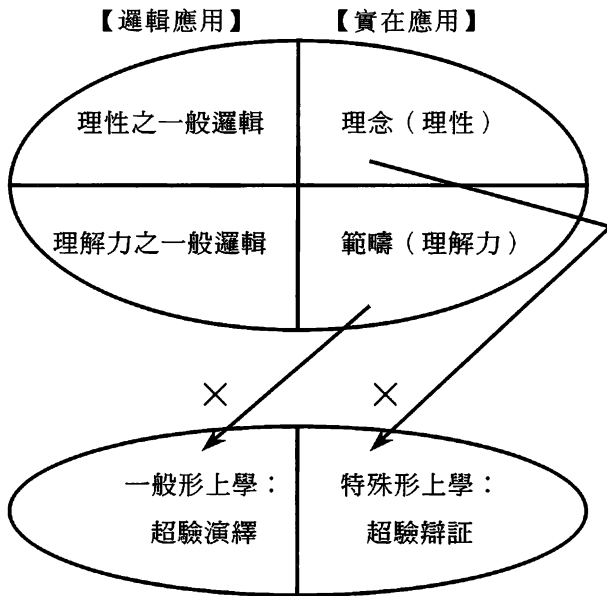 【邏輯應用】 【實在應用】
理性之一般邏輯 理念（理性）
理解力之一般邏輯 範疇（理解力）
× ×
一般形上學： 特殊形上學：
超驗演繹 超驗辯証